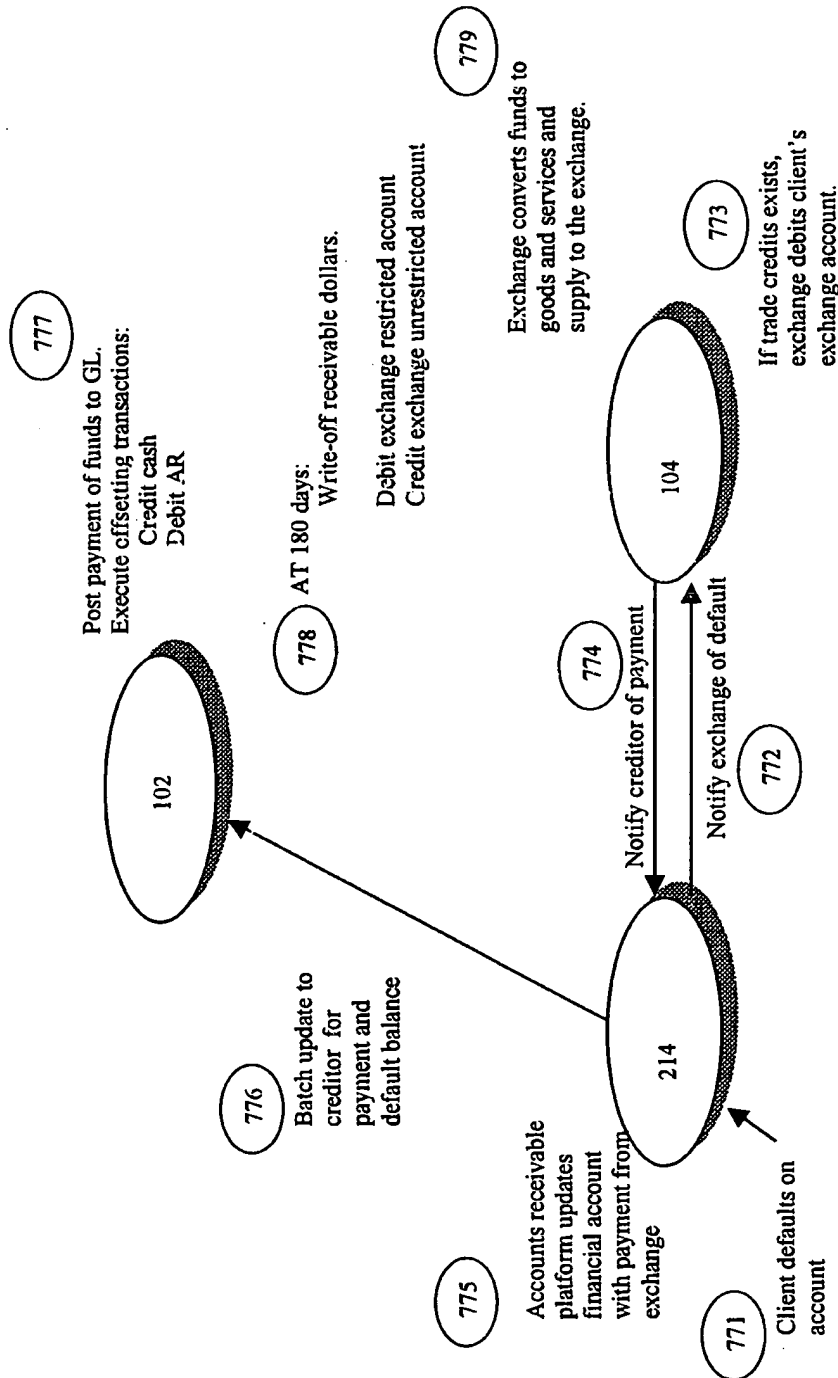 777
Post payment of funds to GL.
Execute offsetting transactions:
Credit cash
Debit AR
102
778
AT 180 days:
Write-off receivable dollars.
Debit exchange restricted account
Credit exchange unrestricted account
779
Exchange converts funds to
goods and services and
supply to the exchange.
776
Batch update to
creditor for
payment and
default balance
774
Notify creditor of payment
104
773
If trade credits exists,
exchange debits client's
exchange account.
Notify exchange of default
772
775
Accounts receivable
platform updates
financial account
with payment from
exchange
214
771
Client defaults on
account